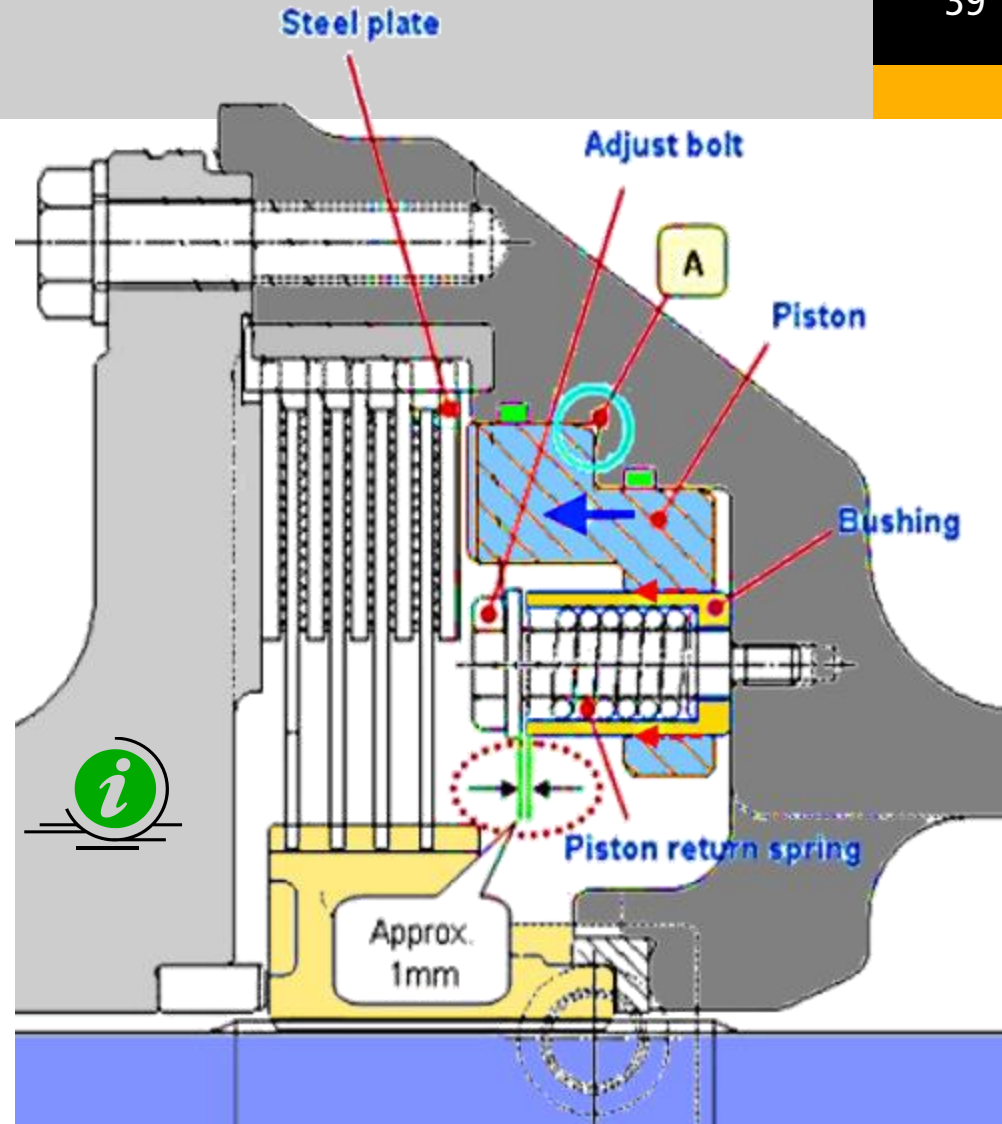 39
Steel plate
Adjust bolt
A
Piston
Bushing
i
Piston return spring
Approx.
1mm